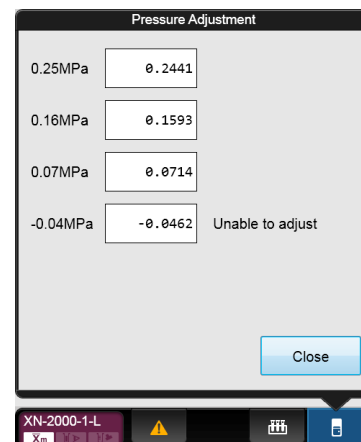 Pressure Adjustment
0.25MPa 0.2441
0.16MPa 0.1593
0.07MPa 0.0714
-0.04MPa -0.0462 Unable to adjust
Close
XN-2000-1-L
Xm